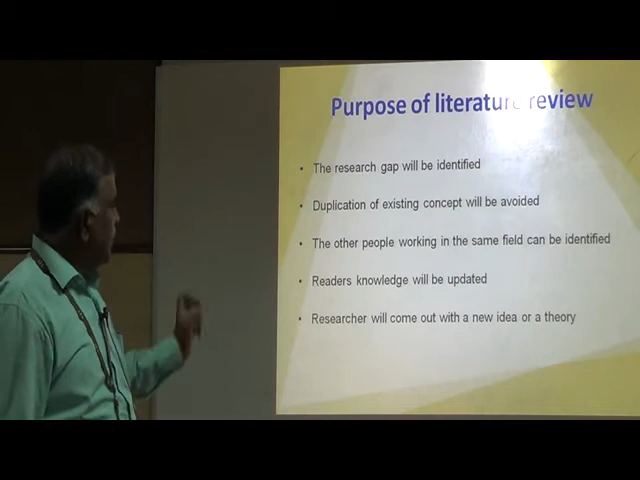 Purpose of literature review
• The research gap will be identified
• Duplication of existing concept will be avoided
• The other people working in the same field can be identified
• Readers knowledge will be updated
• Researcher will come out with a new idea or a theory